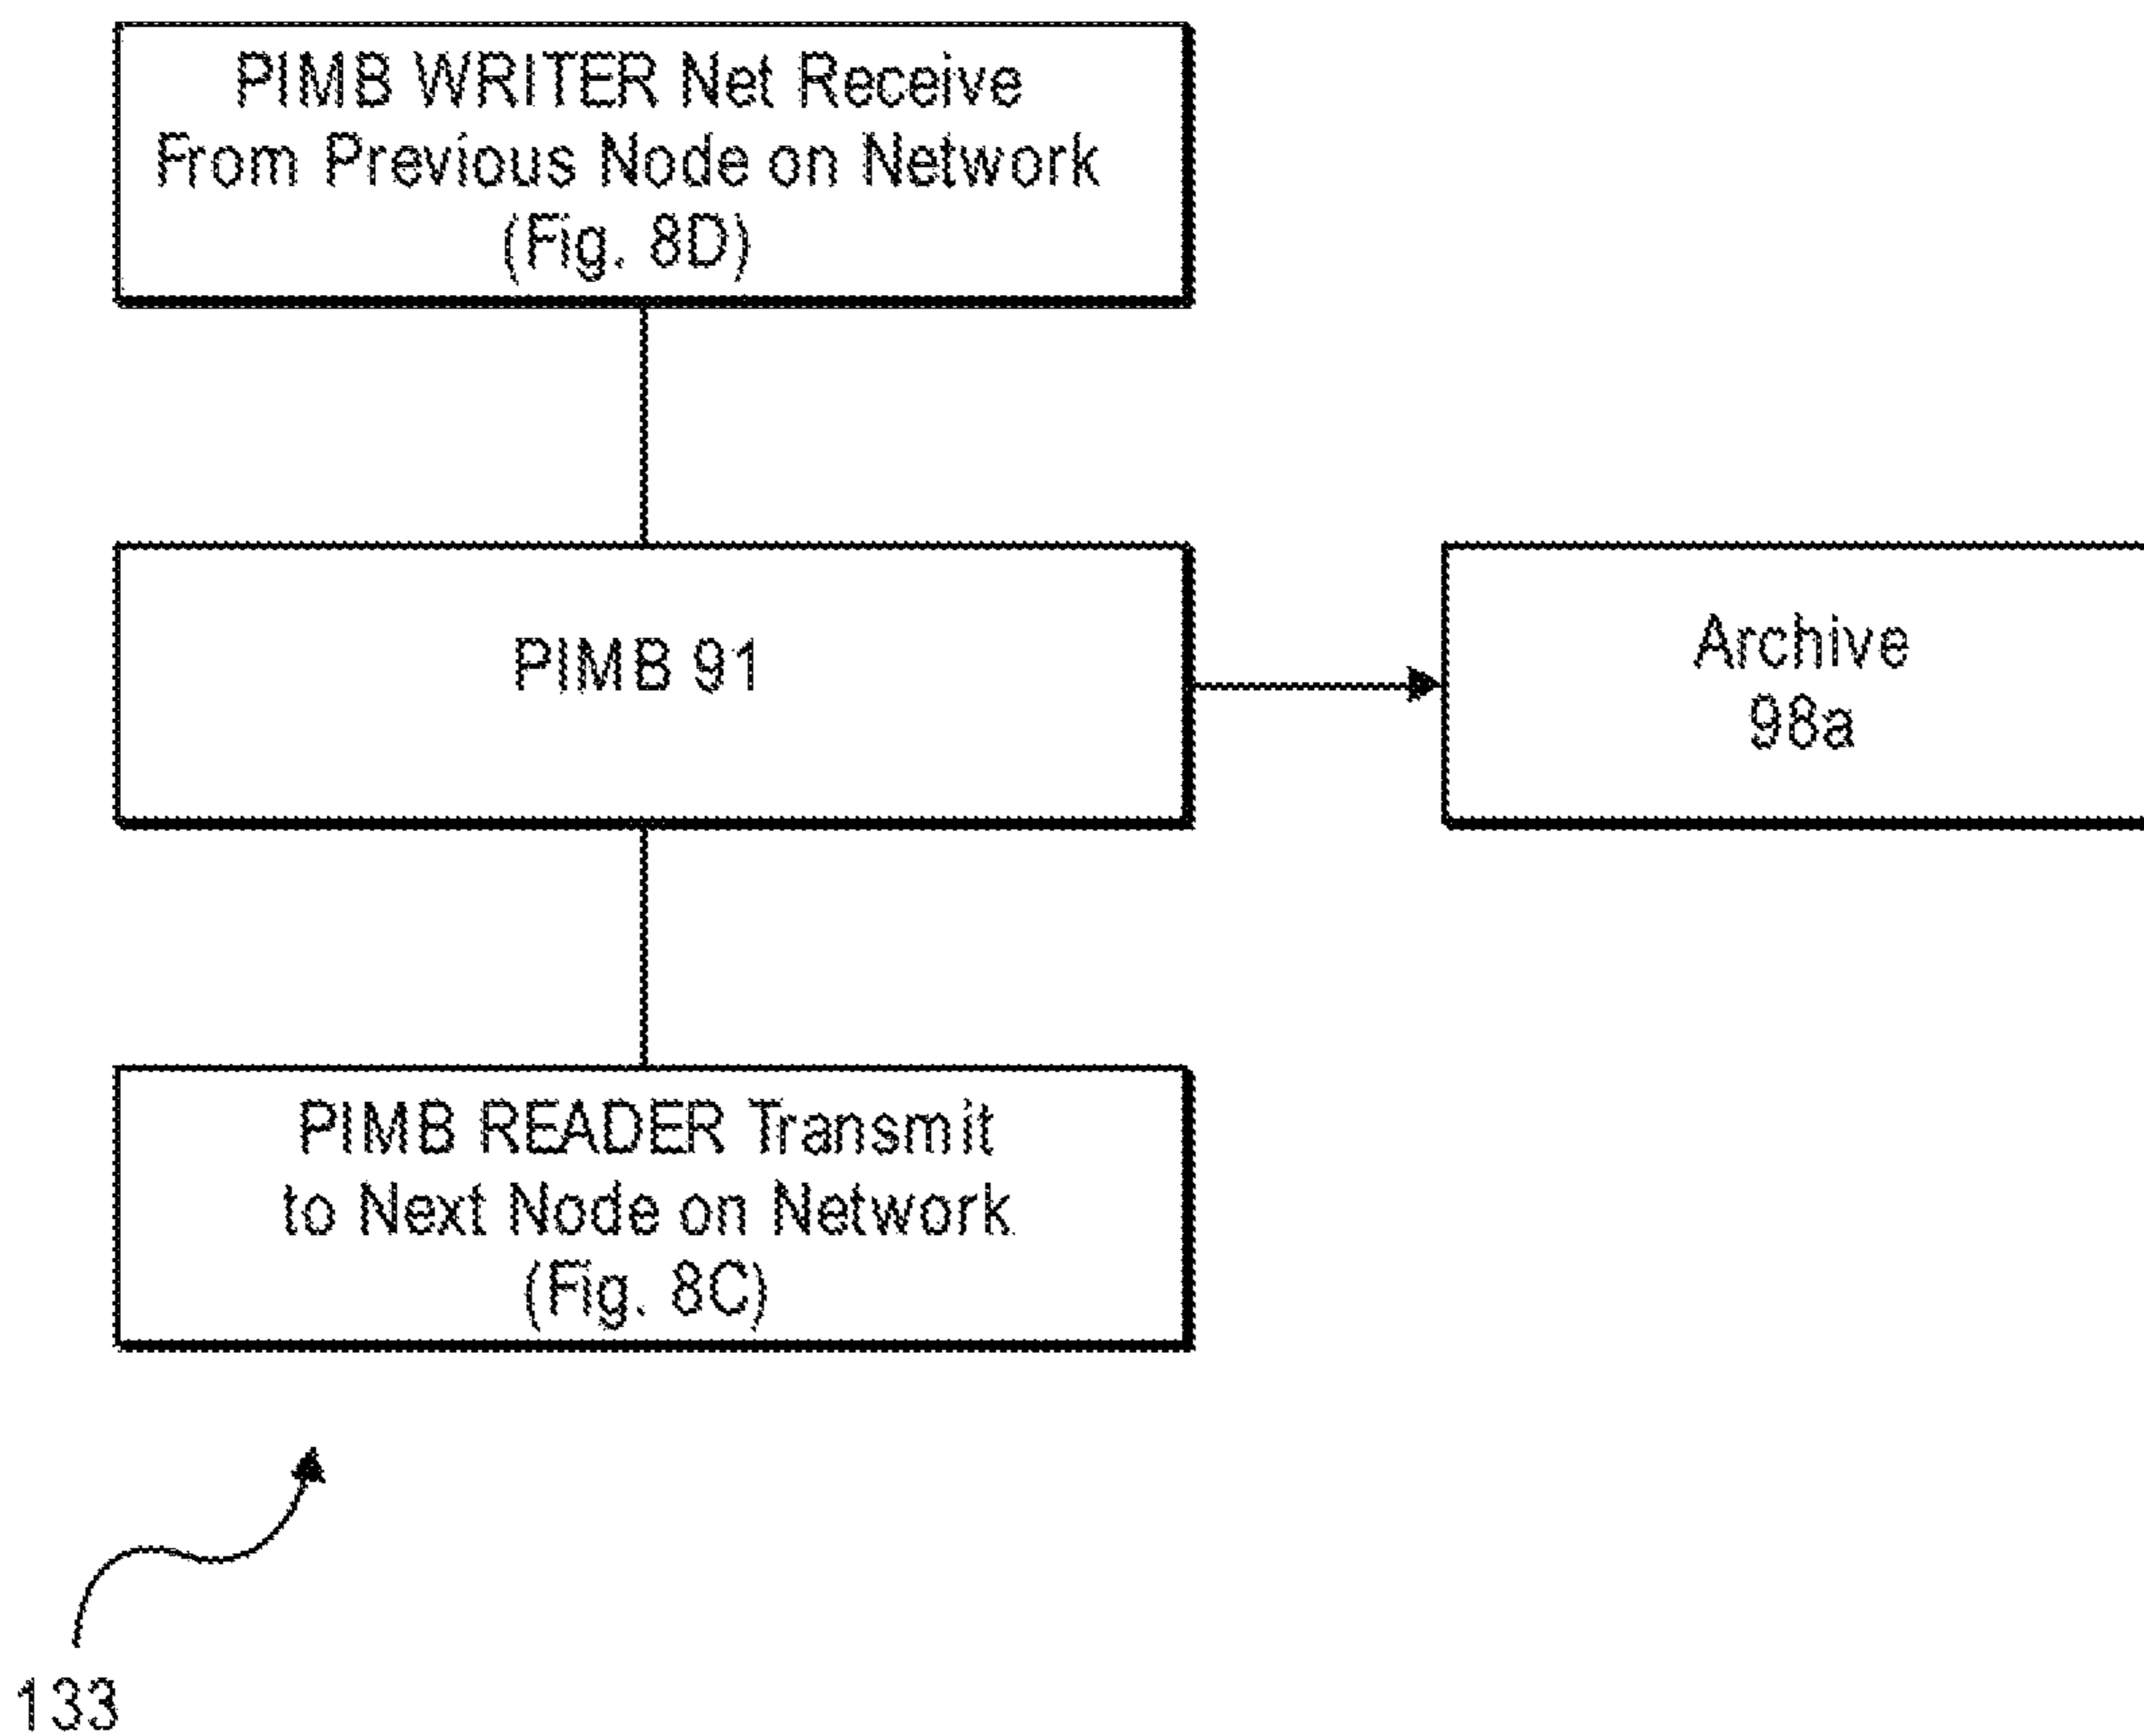 PIMB WRITER Net Receive
From Previous Node on Network
(Fig. 8D)
PIMB 91
Archive
98a
PIMB READER Transmit
to Next Node on Network
(Fig. 8C)
133